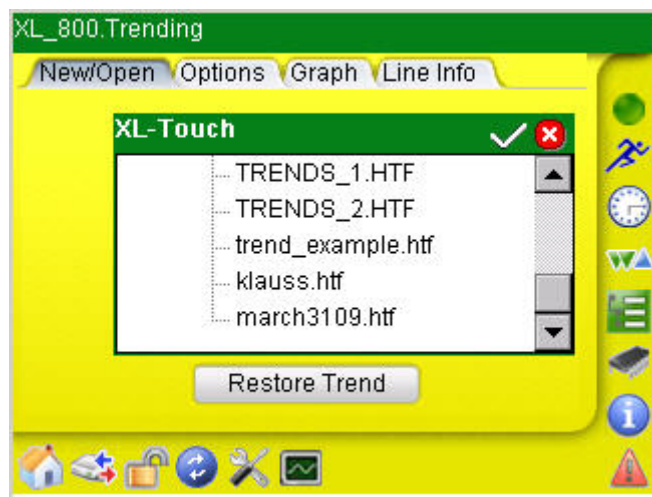 XL_800.Trending
New/Open Options Graph Line Info
XL-Touch
TRENDS_1.HTF
TRENDS_2.HTF
trend_example.htf
klauss.htf
march3109.htf
Restore Trend